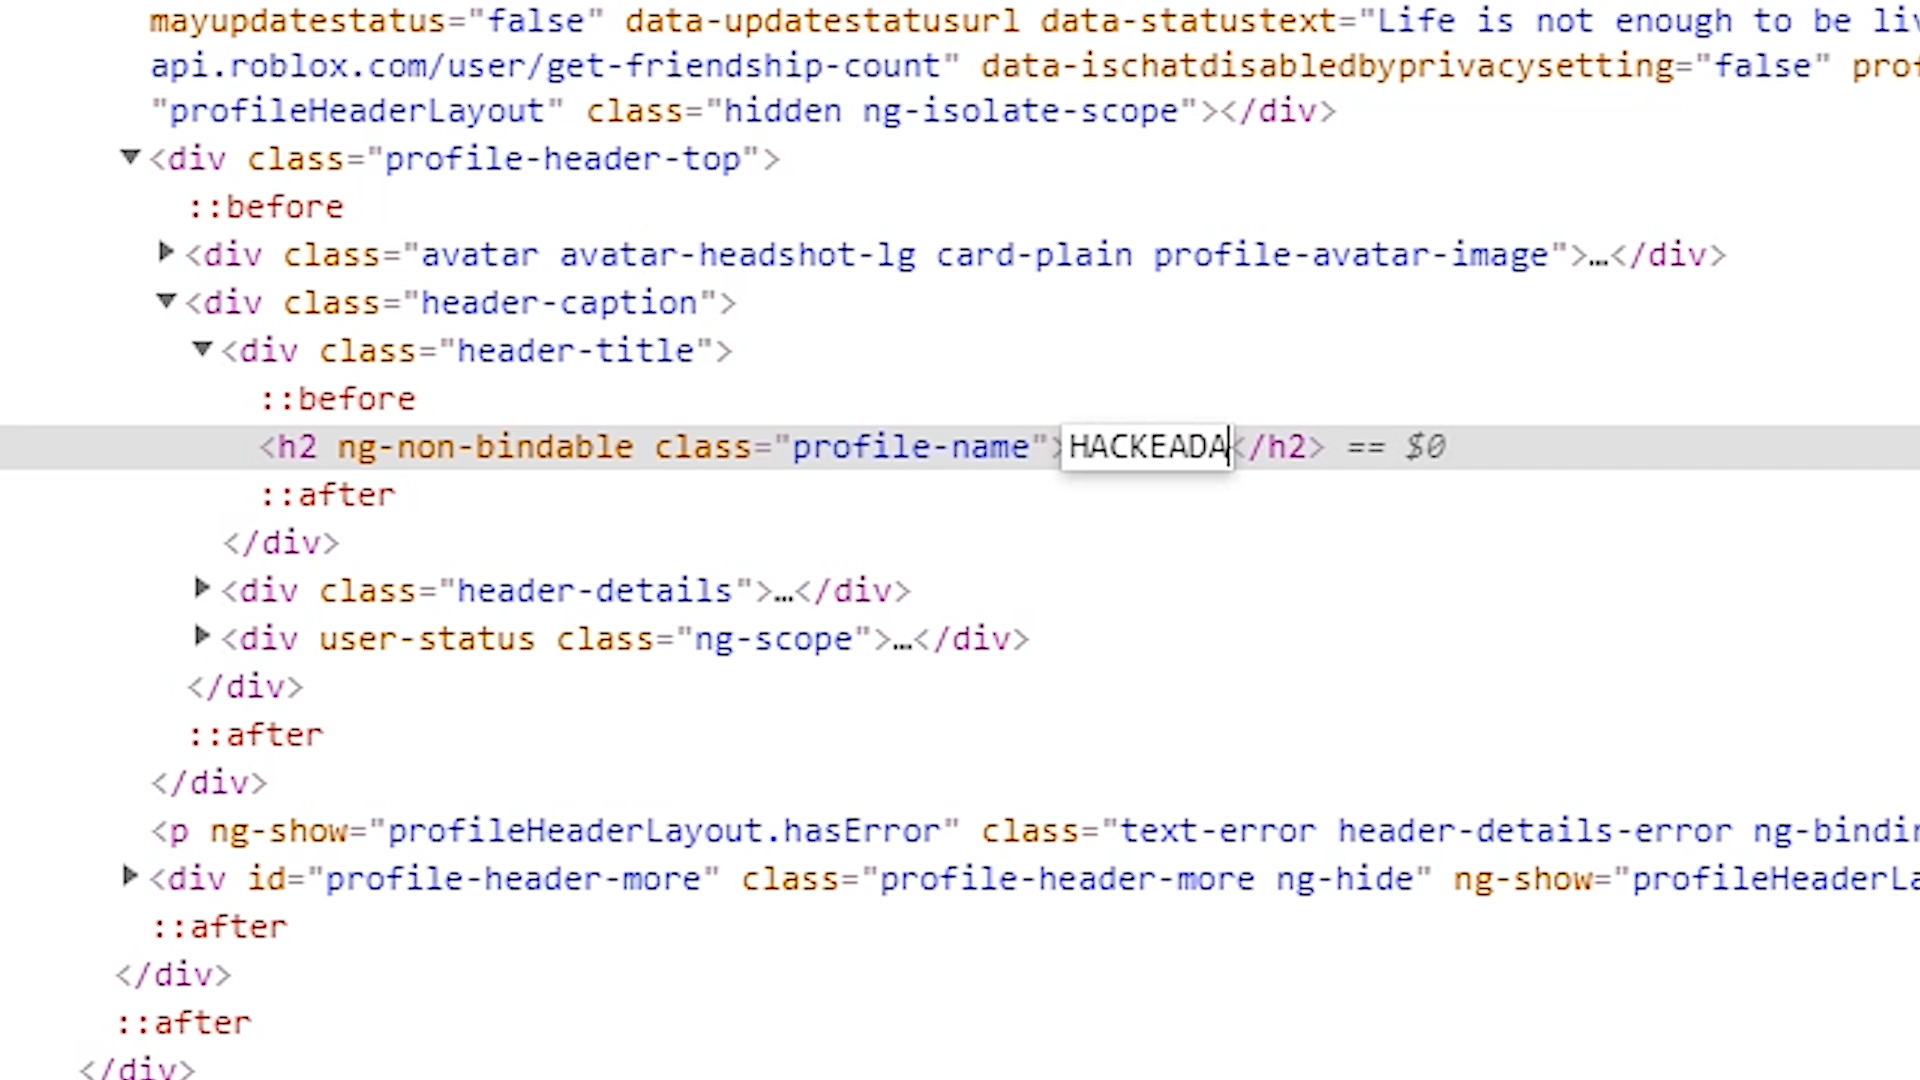 mayupdatestatus="false" data-updatestatusurl data-statustext="Life is not enough to be
api.roblox.com/user/get-friendship-count" data-ischatdisabledbyprivacysetting="false"
"profileHeaderLayout" class="hidden ng-isolate-scope"></div>
<div class="profile-header-top">
::before
<div class="avatar avatar-headshot-lg card-plain profile-avatar-image">…</div>
<div class="header-caption">
<div class="header-title">
::before
<h2 ng-non-bindable class="profile-name">HACKEADA</h2> == $0
::after
</div>
<div class="header-details">…</div>
<div user-status class="ng-scope">…</div>
</div>
::after
</div>
<p ng-show="profileHeaderLayout.hasError" class="text-error header-details-error
<div id="profile-header-more" class="profile-header-more ng-hide" ng-show="
::after
</div>
::after
</div>